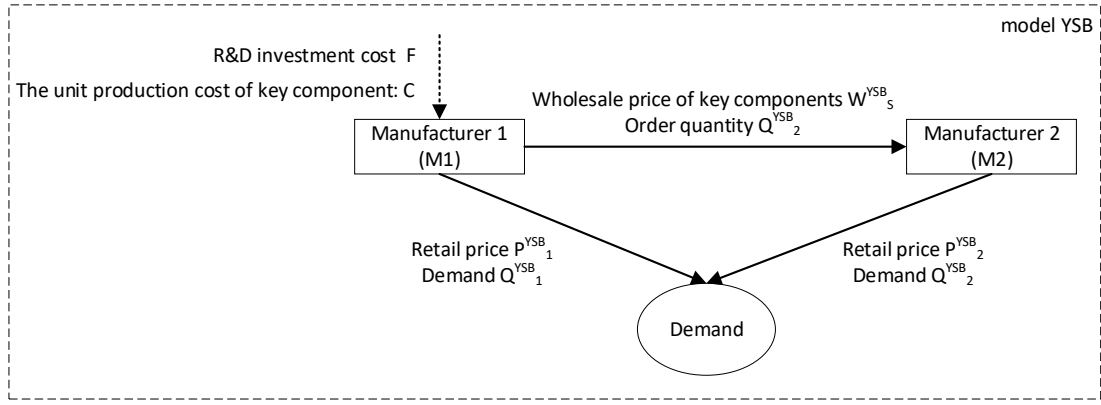 model YSB
R&D investment cost  F
The unit production cost of key component: C
Wholesale price of key components W^YSB_S
Order quantity Q^YSB_2
Manufacturer 1
(M1)
Manufacturer 2
(M2)
Retail price P^YSB_1
Demand Q^YSB_1
Retail price P^YSB_2
Demand Q^YSB_2
Demand